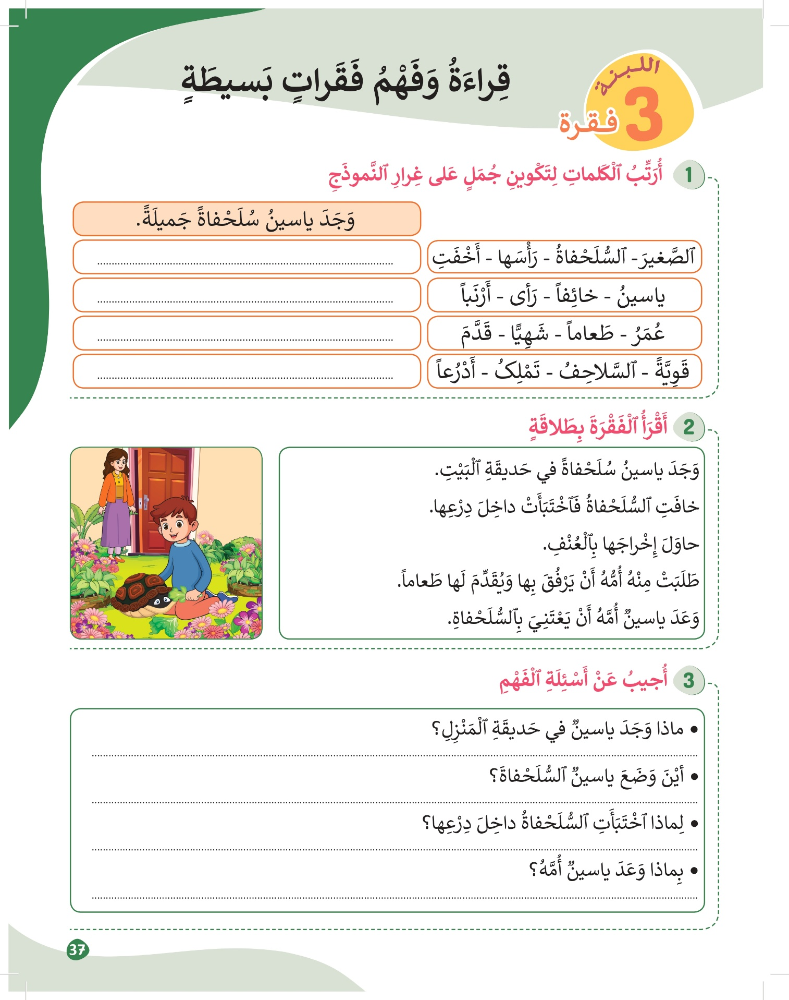 اللبنة
3
فقرة
قِراءَةُ وَفَهْمُ فَقَراتٍ بَسيطَةٍ
1 أُرَتِّبُ ٱلْكَلماتِ لِتَكْوينِ جُمَلٍ عَلى غِرارِ ٱلنَّموذَجِ
وَجَدَ ياسينُ سُلَحْفاةً جَميلَةً.
ٱلصَّغيرَ - ٱلسُّلَحْفاةُ - رَأْسَها - أَخْفَتِ
ياسينُ - خائِفاً - رَأى - أَرْنَباً
عُمَرُ - طَعاماً - شَهِيًّا - قَدَّمَ
قَوِيَّةً - ٱلسَّلاحِفُ - تَمْلِكُ - أَذْرُعاً
2 أَقْرَأُ ٱلْفَقْرَةَ بِطَلاقَةٍ
وَجَدَ ياسينُ سُلَحْفاةً في حَديقَةِ ٱلْبَيْتِ.
خافَتِ ٱلسُّلَحْفاةُ فَٱخْتَبَأَتْ داخِلَ دِرْعِها.
حاوَلَ إِخْراجَها بِٱلْعُنْفِ.
طَلَبَتْ مِنْهُ أُمُّهُ أَنْ يَرْفُقَ بِها وَيُقَدِّمَ لَها طَعاماً.
وَعَدَ ياسينٌ أُمَّهُ أَنْ يَعْتَنِيَ بِٱلسُّلَحْفاةِ.
3 أُجيبُ عَنْ أَسْئِلَةِ ٱلْفَهْمِ
• ماذا وَجَدَ ياسينٌ في حَديقَةِ ٱلْمَنْزِلِ؟
• أيْنَ وَضَعَ ياسينٌ ٱلسُّلَحْفاةَ؟
• لِماذا ٱخْتَبَأَتِ ٱلسُّلَحْفاةُ داخِلَ دِرْعِها؟
• بِماذا وَعَدَ ياسينٌ أُمَّهُ؟
37